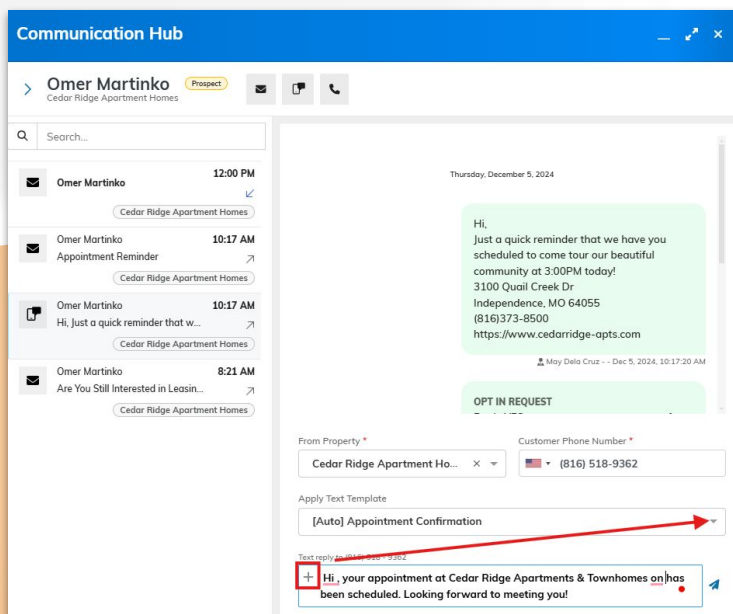 Communication Hub
Omer Martinko Prospect
Cedar Ridge Apartment Homes
Search...
12:00 PM
Omer Martinko
Cedar Ridge Apartment Homes
Omer Martinko 10:17 AM
Appointment Reminder
Cedar Ridge Apartment Homes
Omer Martinko 10:17 AM
Hi, Just a quick reminder that w...
Cedar Ridge Apartment Homes
Omer Martinko 8:21 AM
Are You Still Interested in Leasin...
Cedar Ridge Apartment Homes
Thursday, December 5, 2024
Hi,
Just a quick reminder that we have you
scheduled to come tour our beautiful
community at 3:00PM today!
3100 Quail Creek Dr
Independence, MO 64055
(816)373-8500
https://www.cedarridge-apts.com
May Dela Cruz - - Dec 5, 2024, 10:17:20 AM
OPT IN REQUEST
From Property *
Customer Phone Number *
Cedar Ridge Apartment Ho...
(816) 518-9362
Apply Text Template
[Auto] Appointment Confirmation
Text reply to (816) 518 - 9362
Hi , your appointment at Cedar Ridge Apartments & Townhomes on has
been scheduled. Looking forward to meeting you!